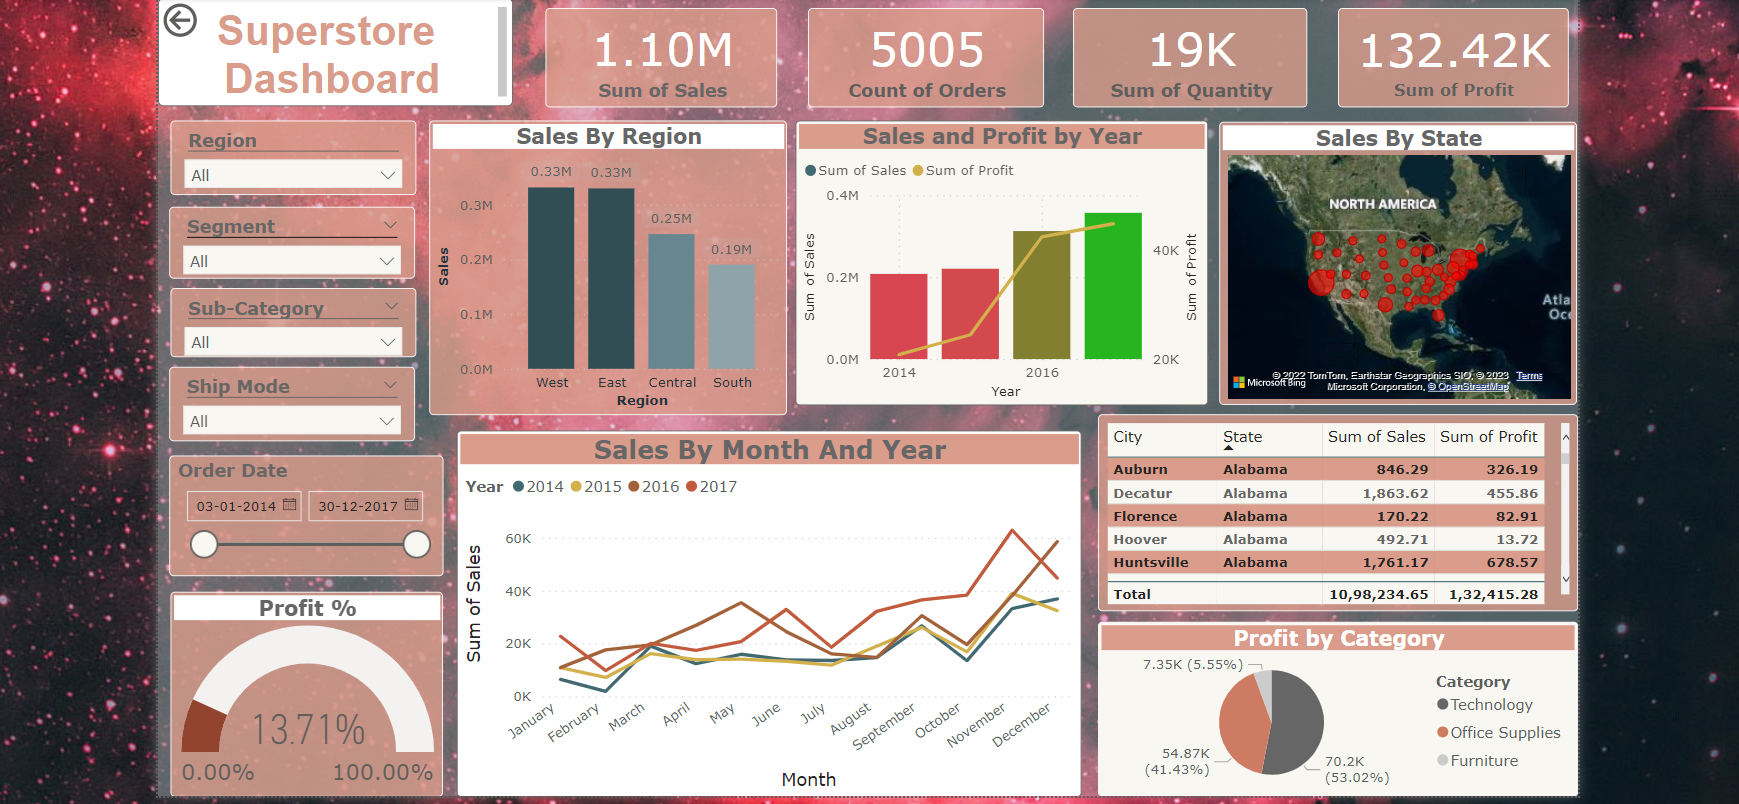 Superstore
Dashboard
1.10M
Sum of Sales
5005
Count of Orders
19K
Sum of Quantity
132.42K
Sum of Profit
Region
All
Segment
All
Sub-Category
All
Ship Mode
All
Order Date
03-01-2014
30-12-2017
Profit %
13.71%
0.00%
100.00%
Sales By Region
Sales
0.3M
0.2M
0.1M
0.0M
0.33M
0.33M
0.25M
0.19M
West
East
Central
South
Region
Sales and Profit by Year
Sum of Sales
Sum of Profit
Sum of Sales
0.4M
0.2M
0.0M
40K
20K
Sum of Profit
2014
2016
Year
Sales By State
NORTH AMERICA
Atla
Oc
Microsoft Bing
© 2022 TomTom, Earthstar Geographics SIO, © 2023 Terms
Microsoft Corporation, © OpenStreetMap
Sales By Month And Year
Year 2014 2015 2016 2017
Sum of Sales
60K
40K
20K
0K
January
February
March
April
May
June
July
August
September
October
November
December
Month
City State Sum of Sales Sum of Profit
Auburn Alabama 846.29 326.19
Decatur Alabama 1,863.62 455.86
Florence Alabama 170.22 82.91
Hoover Alabama 492.71 13.72
Huntsville Alabama 1,761.17 678.57
Total 10,98,234.65 1,32,415.28
Profit by Category
7.35K (5.55%)
54.87K
(41.43%)
70.2K
(53.02%)
Category
Technology
Office Supplies
Furniture